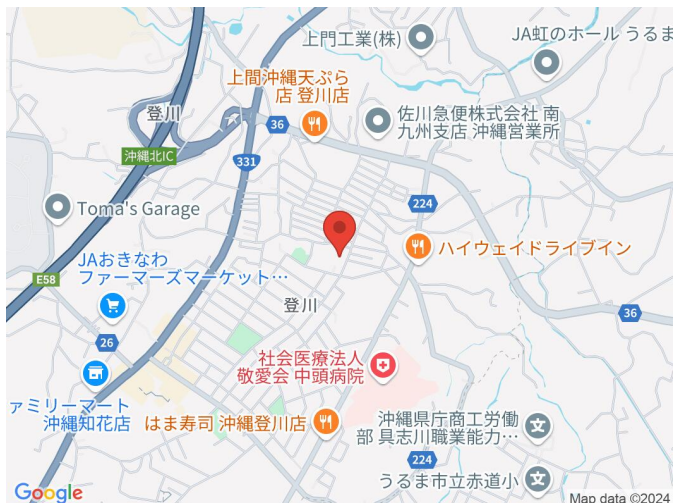 上門工業(株)
JA虹のホール うるま
上間沖縄天ぷら
店 登川店
登川
36
佐川急便株式会社 南
九州支店 沖縄営業所
沖縄北IC
331
224
Toma's Garage
ハイウェイドライブイン
JAおきなわ
ファーマーズマーケット…
E58
登川
36
26
社会医療法人
敬愛会 中頭病院
ァミリーマート
沖縄知花店
はま寿司 沖縄登川店
沖縄県庁商工労働
部 具志川職業能力…
224
うるま市立赤道小
Google
Map data ©2024